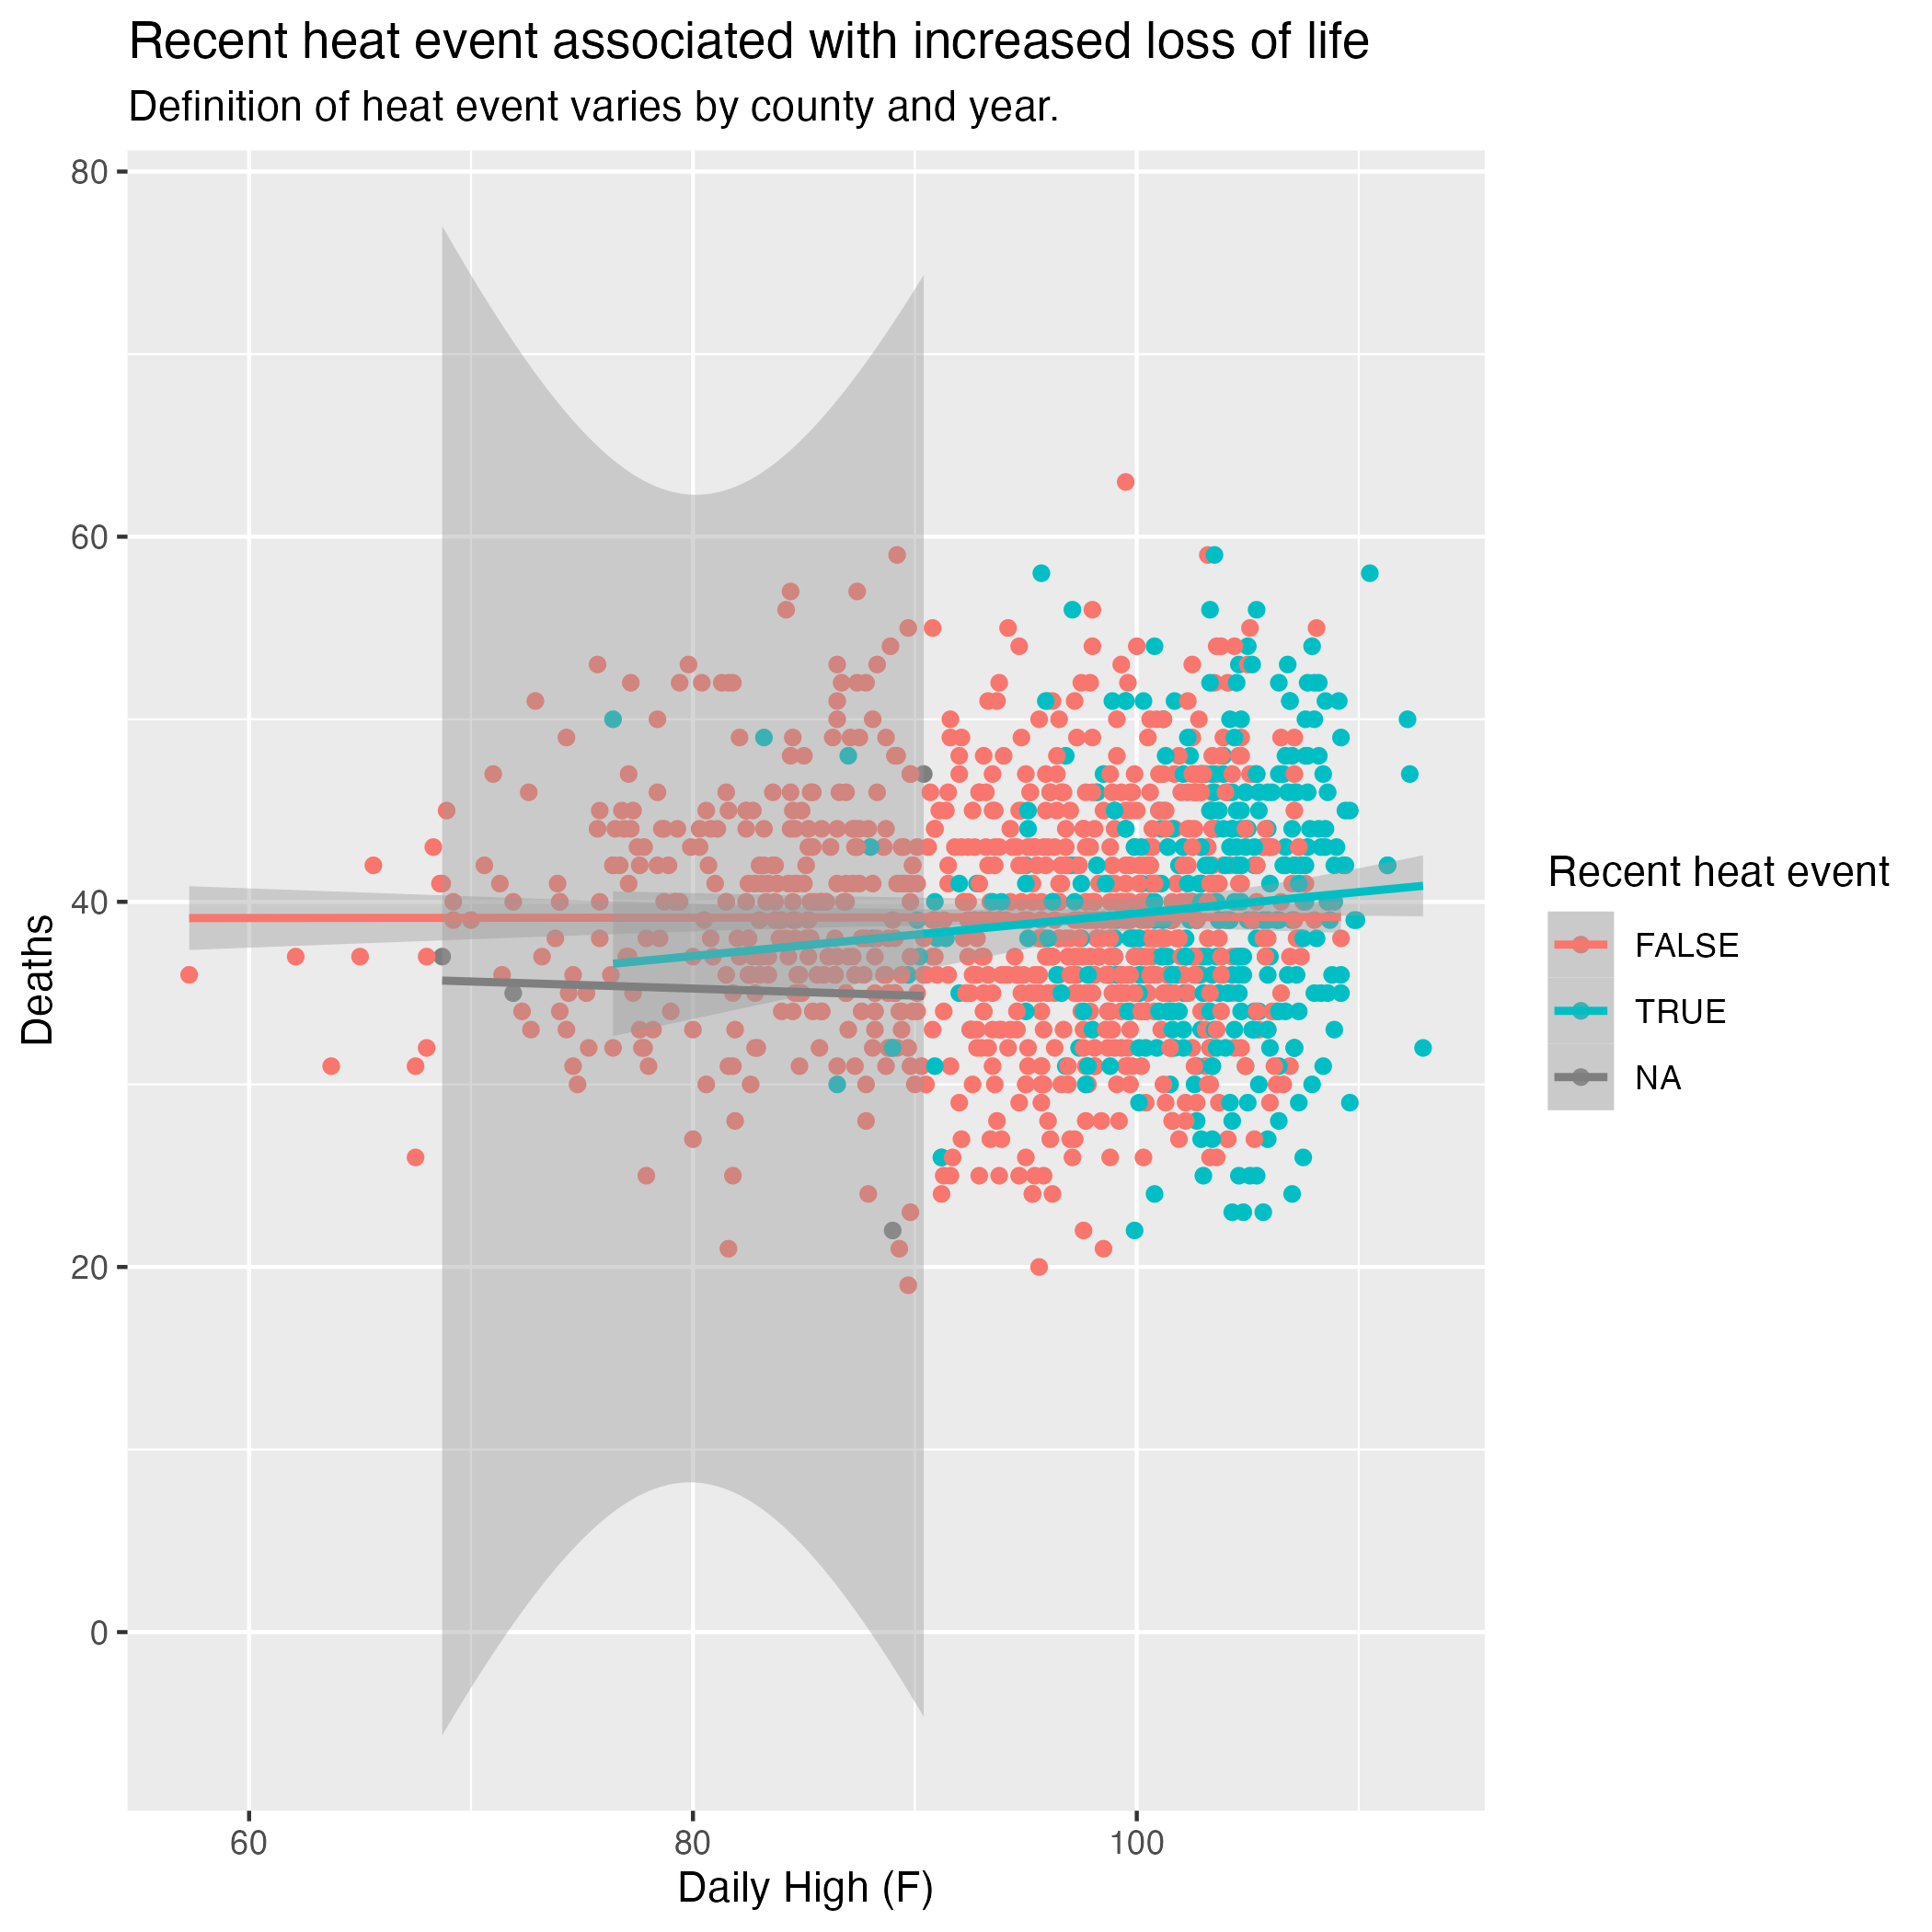 Recent heat event associated with increased loss of life
Definition of heat event varies by county and year.
80
60
40
20
0
Deaths
60
80
100
Daily High (F)
Recent heat event
FALSE
TRUE
NA